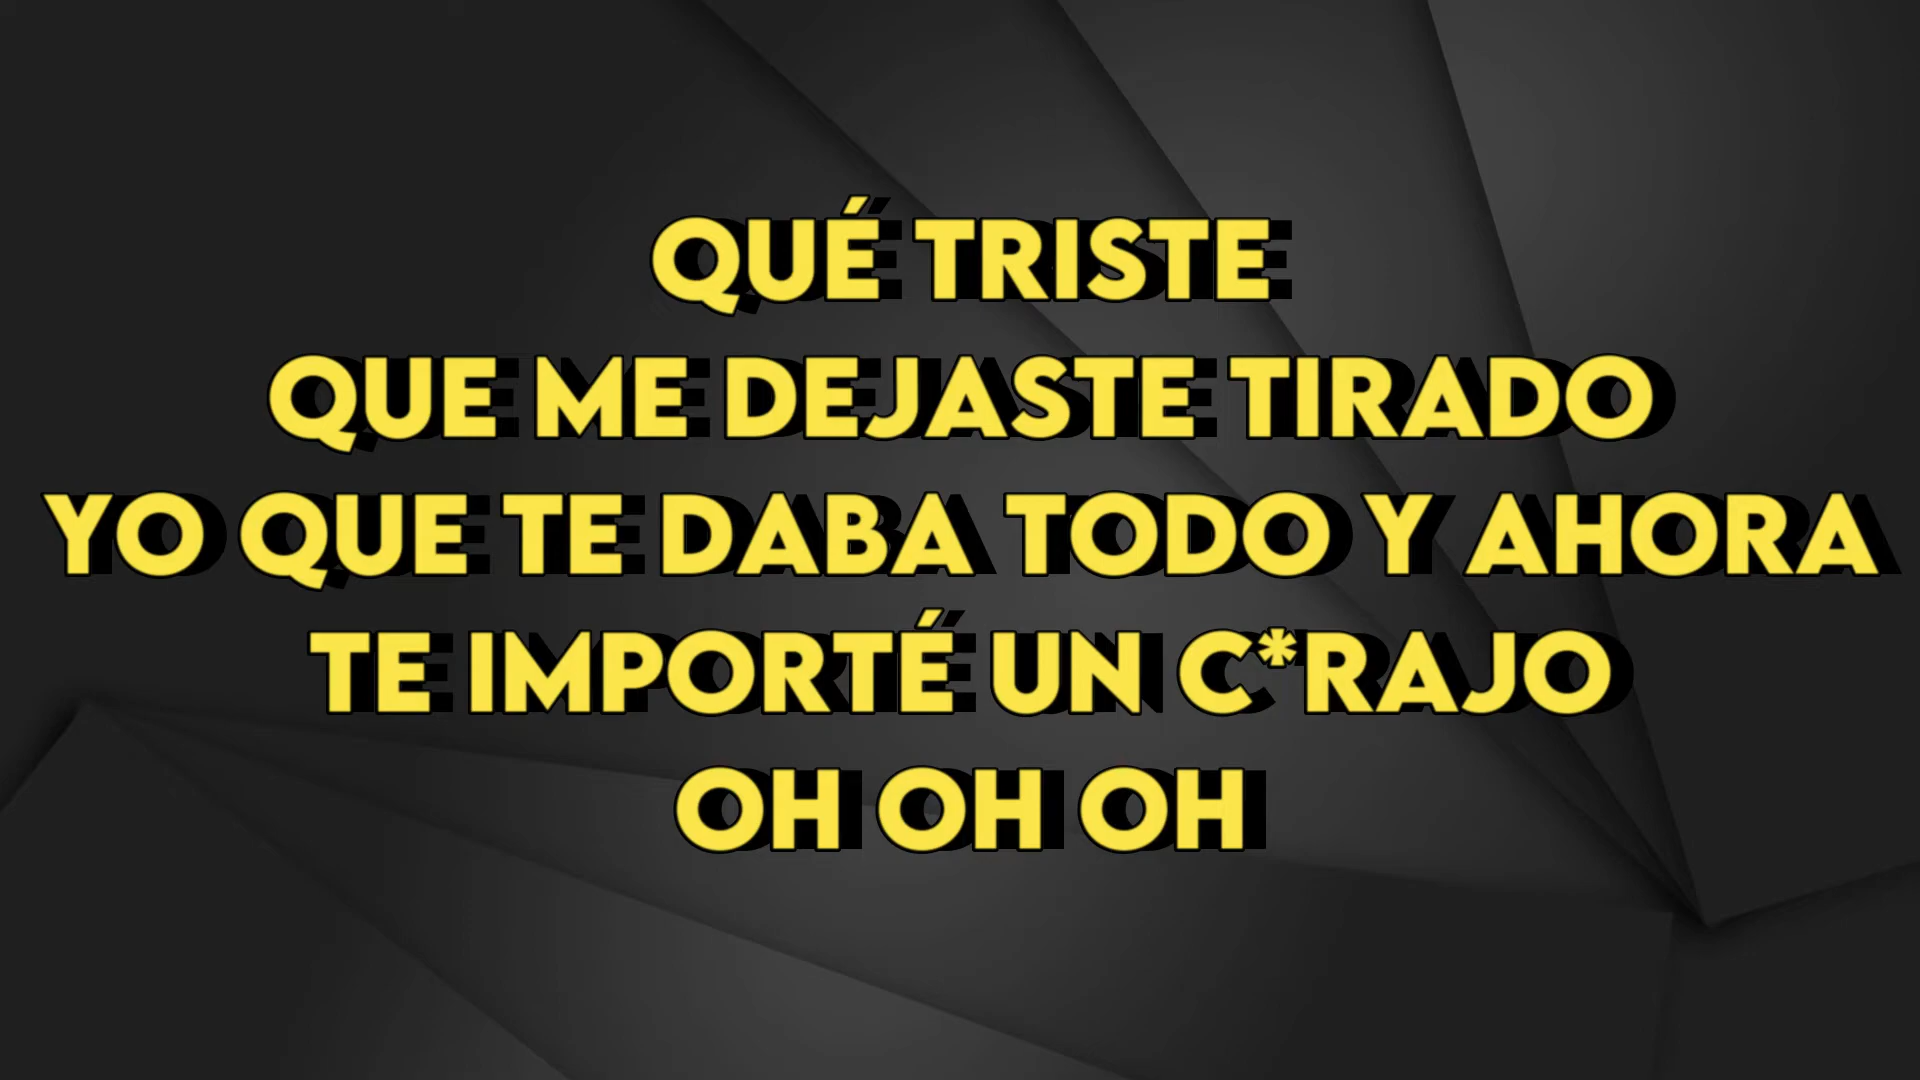 QUÉ TRISTE
QUE ME DEJASTE TIRADO
YO QUE TE DABA TODO Y AHORA
TE IMPORTÉ UN C*RAJO
OH OH OH